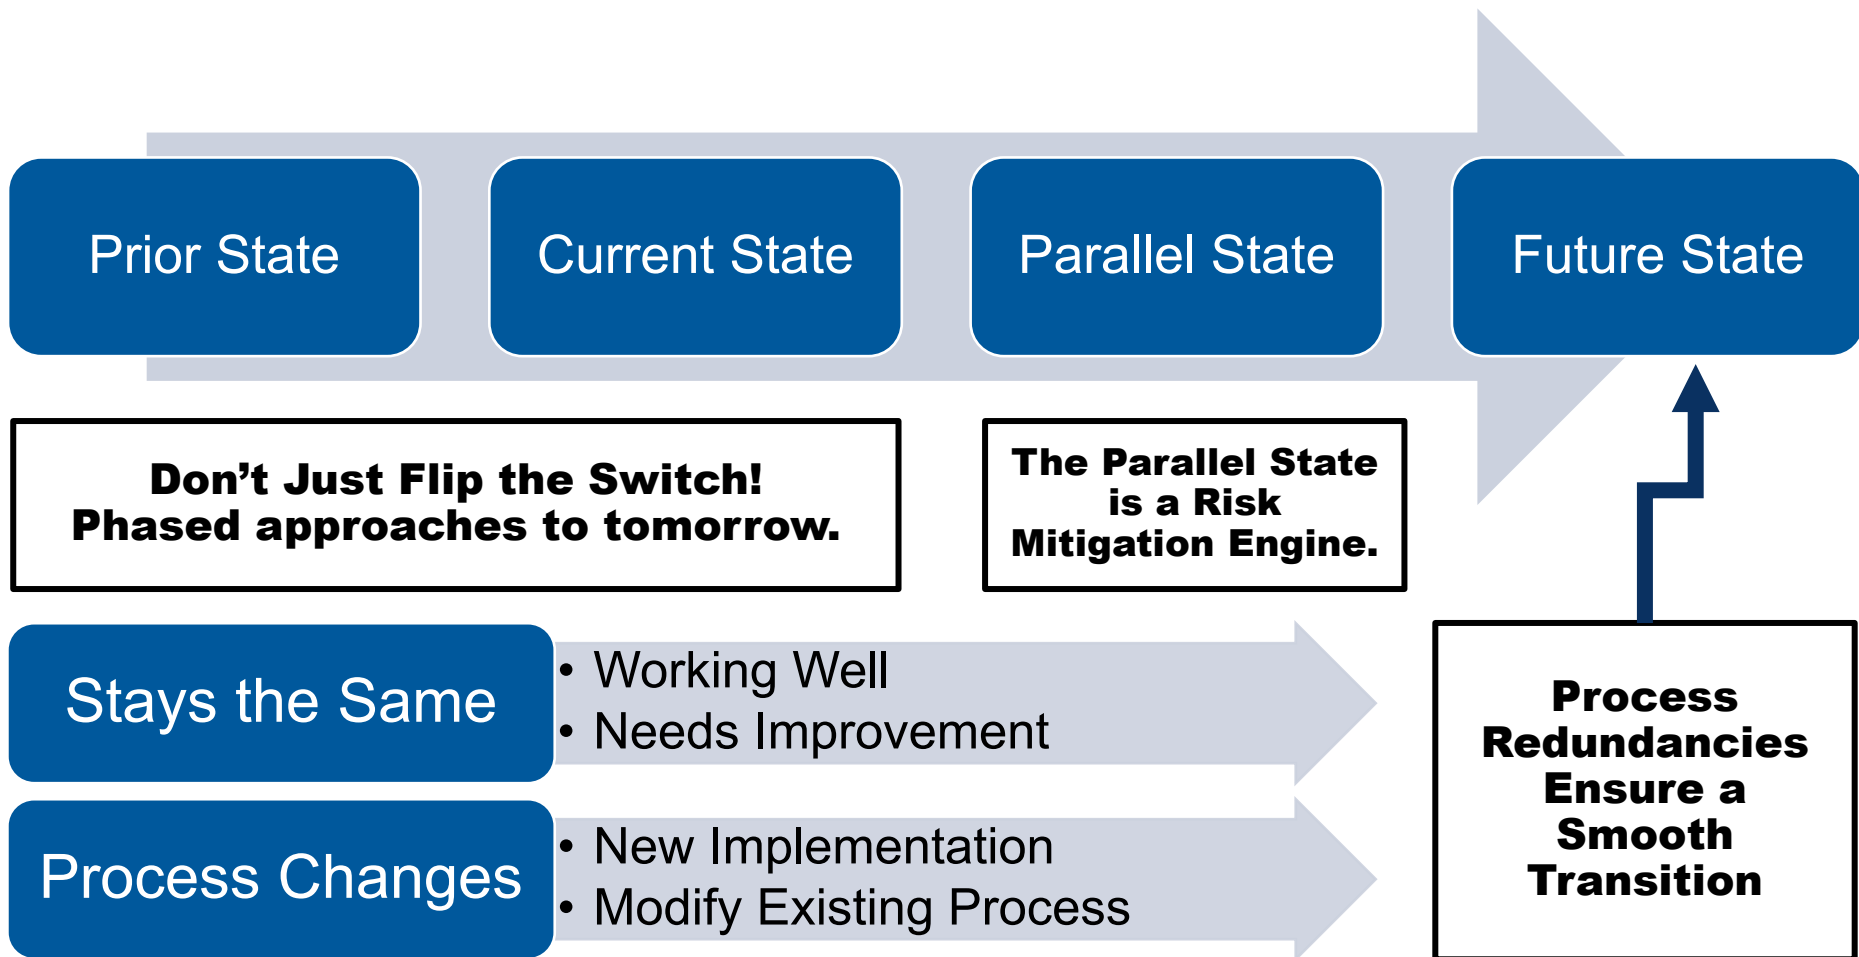 Prior State
Current State
Parallel State
Future State
Don’t Just Flip the Switch!
Phased approaches to tomorrow.
The Parallel State
is a Risk
Mitigation Engine.
Stays the Same
• Working Well
• Needs Improvement
Process Changes
• New Implementation
• Modify Existing Process
Process
Redundancies
Ensure a
Smooth
Transition